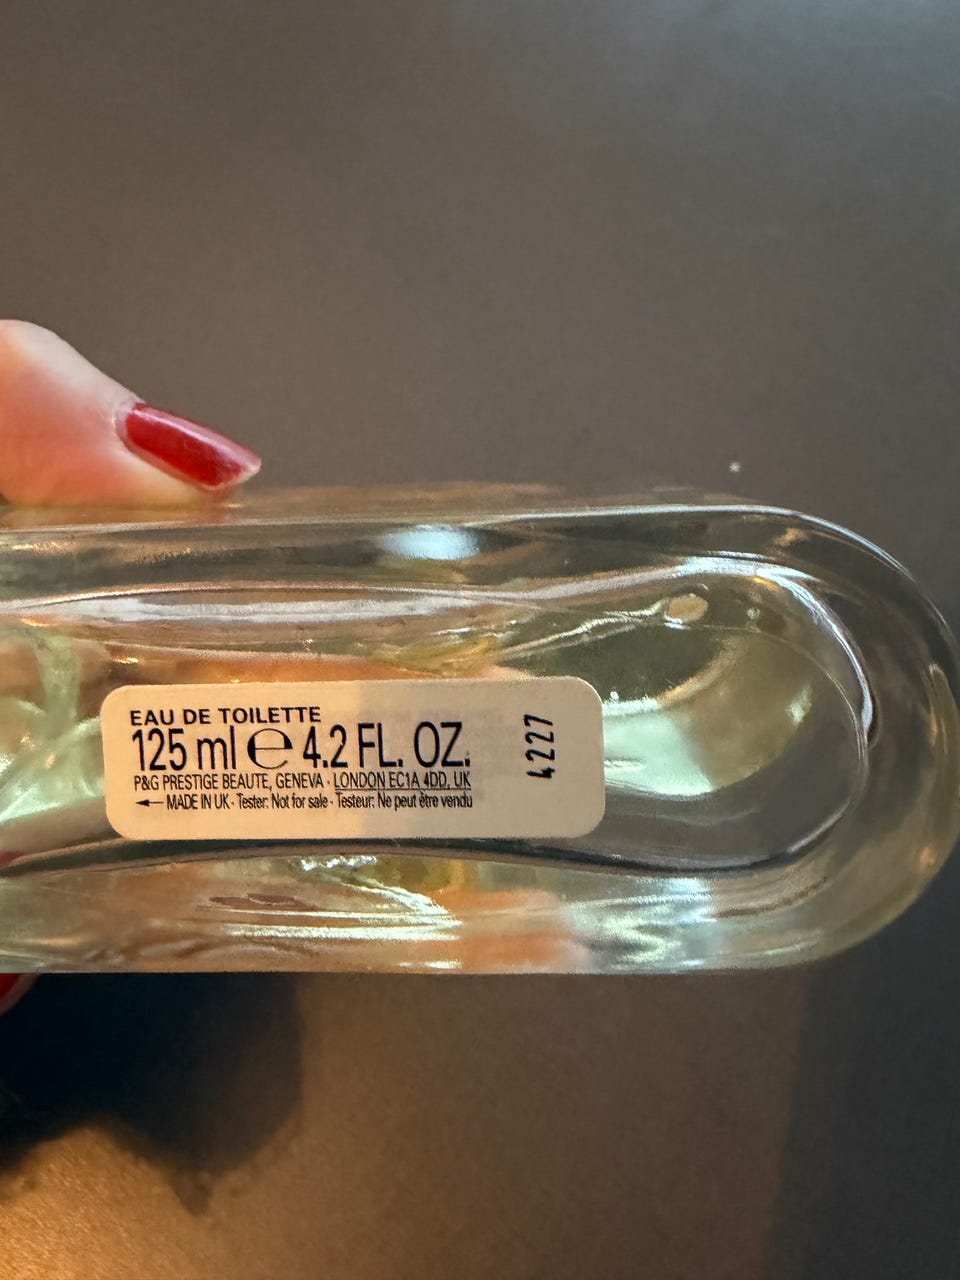 EAU DE TOILETTE
125 ml ℮ 4.2 FL. OZ.
P&G PRESTIGE BEAUTE, GENEVA · LONDON EC1A 4DD, UK
← MADE IN UK · Tester: Not for sale · Testeur: Ne peut être vendu
4227